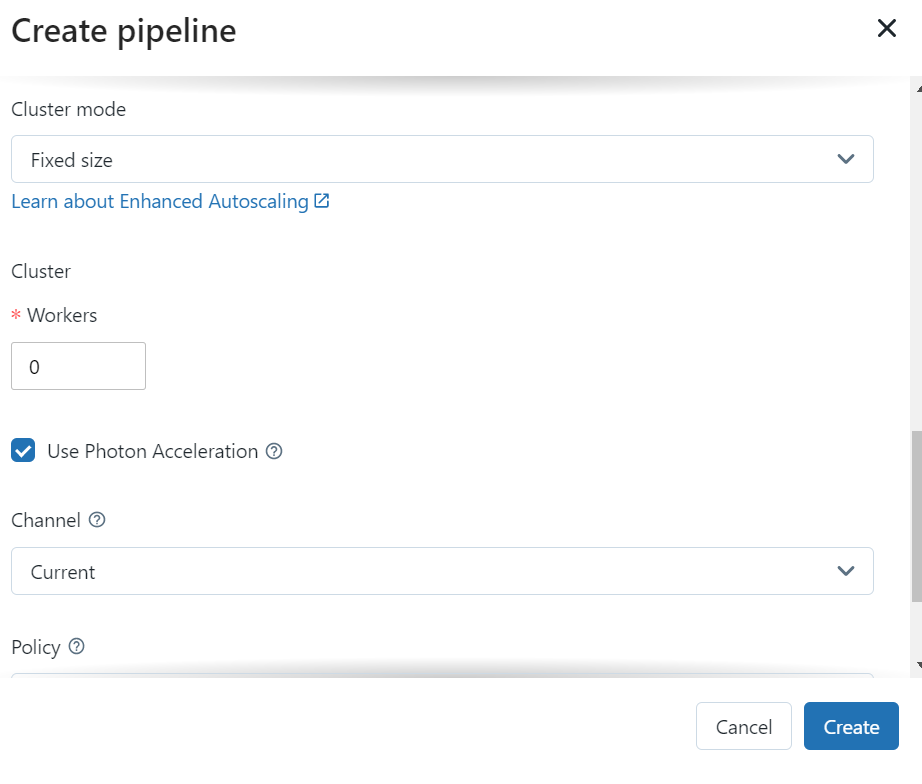 Create pipeline
Cluster mode
Fixed size
Learn about Enhanced Autoscaling
Cluster
* Workers
0
Use Photon Acceleration
Channel
Current
Policy
Cancel Create